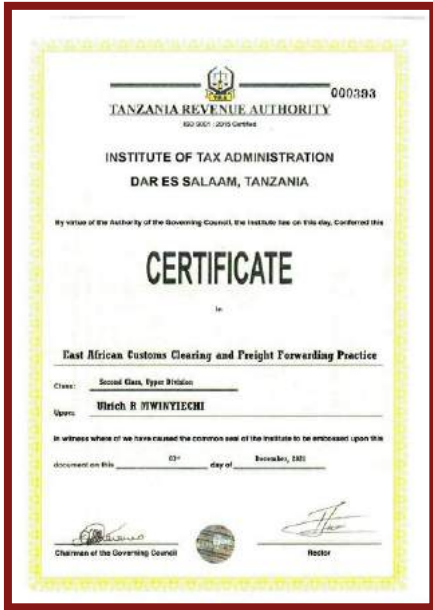 000393
TANZANIA REVENUE AUTHORITY
ISO 9001 : 2015 Certified
INSTITUTE OF TAX ADMINISTRATION
DAR ES SALAAM, TANZANIA
By virtue of the Authority of the Governing Council, the Institute has on this day, Conferred this
CERTIFICATE
in
East African Customs Clearing and Freight Forwarding Practice
Class: Second Class, Upper Division
Upon: Ulrich R MWINYIECHI
In witness where of we have caused the common seal of the institute to be embossed upon this
document on this day of December,
Chairman of the Governing Council
Rector